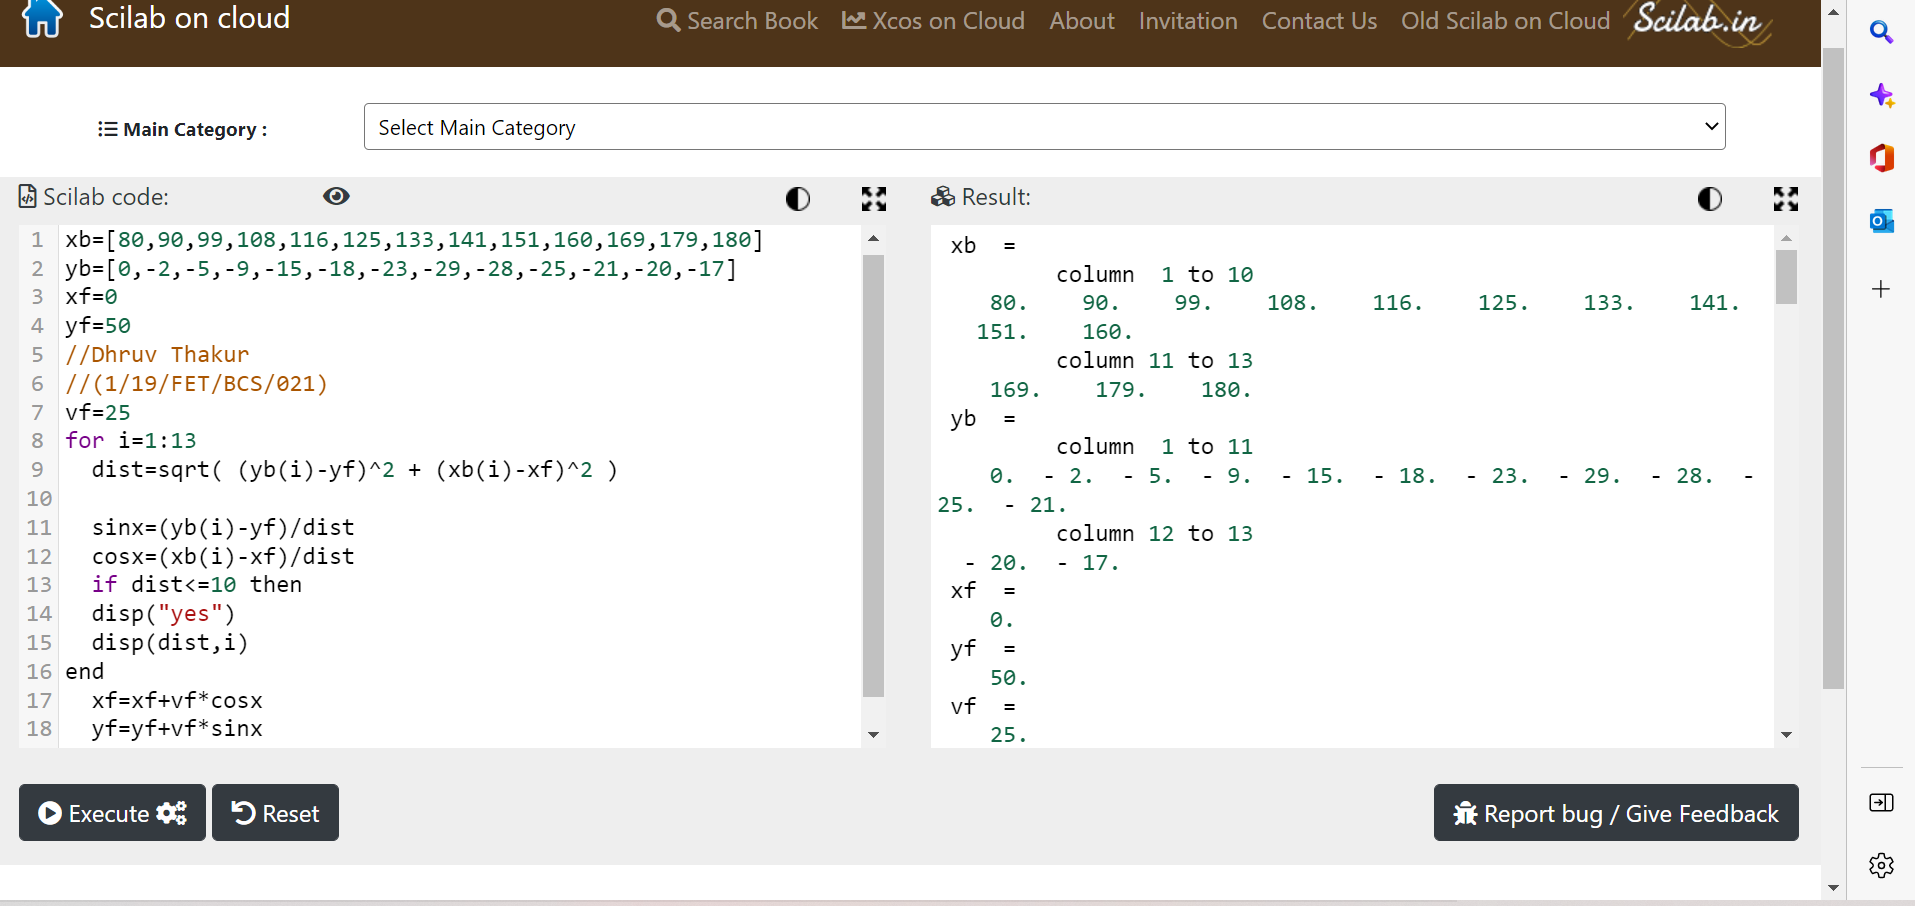 Scilab on cloud
Search Book Xcos on Cloud About Invitation Contact Us Old Scilab on Cloud Scilab.in
Main Category :
Select Main Category
Scilab code:
1 xb=[80,90,99,108,116,125,133,141,151,160,169,179,180]
2 yb=[0,-2,-5,-9,-15,-18,-23,-29,-28,-25,-21,-20,-17]
3 xf=0
4 yf=50
5 //Dhruv Thakur
6 //(1/19/FET/BCS/021)
7 vf=25
8 for i=1:13
9 dist=sqrt( (yb(i)-yf)^2 + (xb(i)-xf)^2 )
10
11 sinx=(yb(i)-yf)/dist
12 cosx=(xb(i)-xf)/dist
13 if dist<=10 then
14 disp("yes")
15 disp(dist,i)
16 end
17 xf=xf+vf*cosx
18 yf=yf+vf*sinx
Result:
xb =
column 1 to 10
80. 90. 99. 108. 116. 125. 133. 141.
151. 160.
column 11 to 13
169. 179. 180.
yb =
column 1 to 11
0. - 2. - 5. - 9. - 15. - 18. - 23. - 29. - 28. -
25. - 21.
column 12 to 13
- 20. - 17.
xf =
0.
yf =
50.
vf =
25.
Execute
Reset
Report bug / Give Feedback